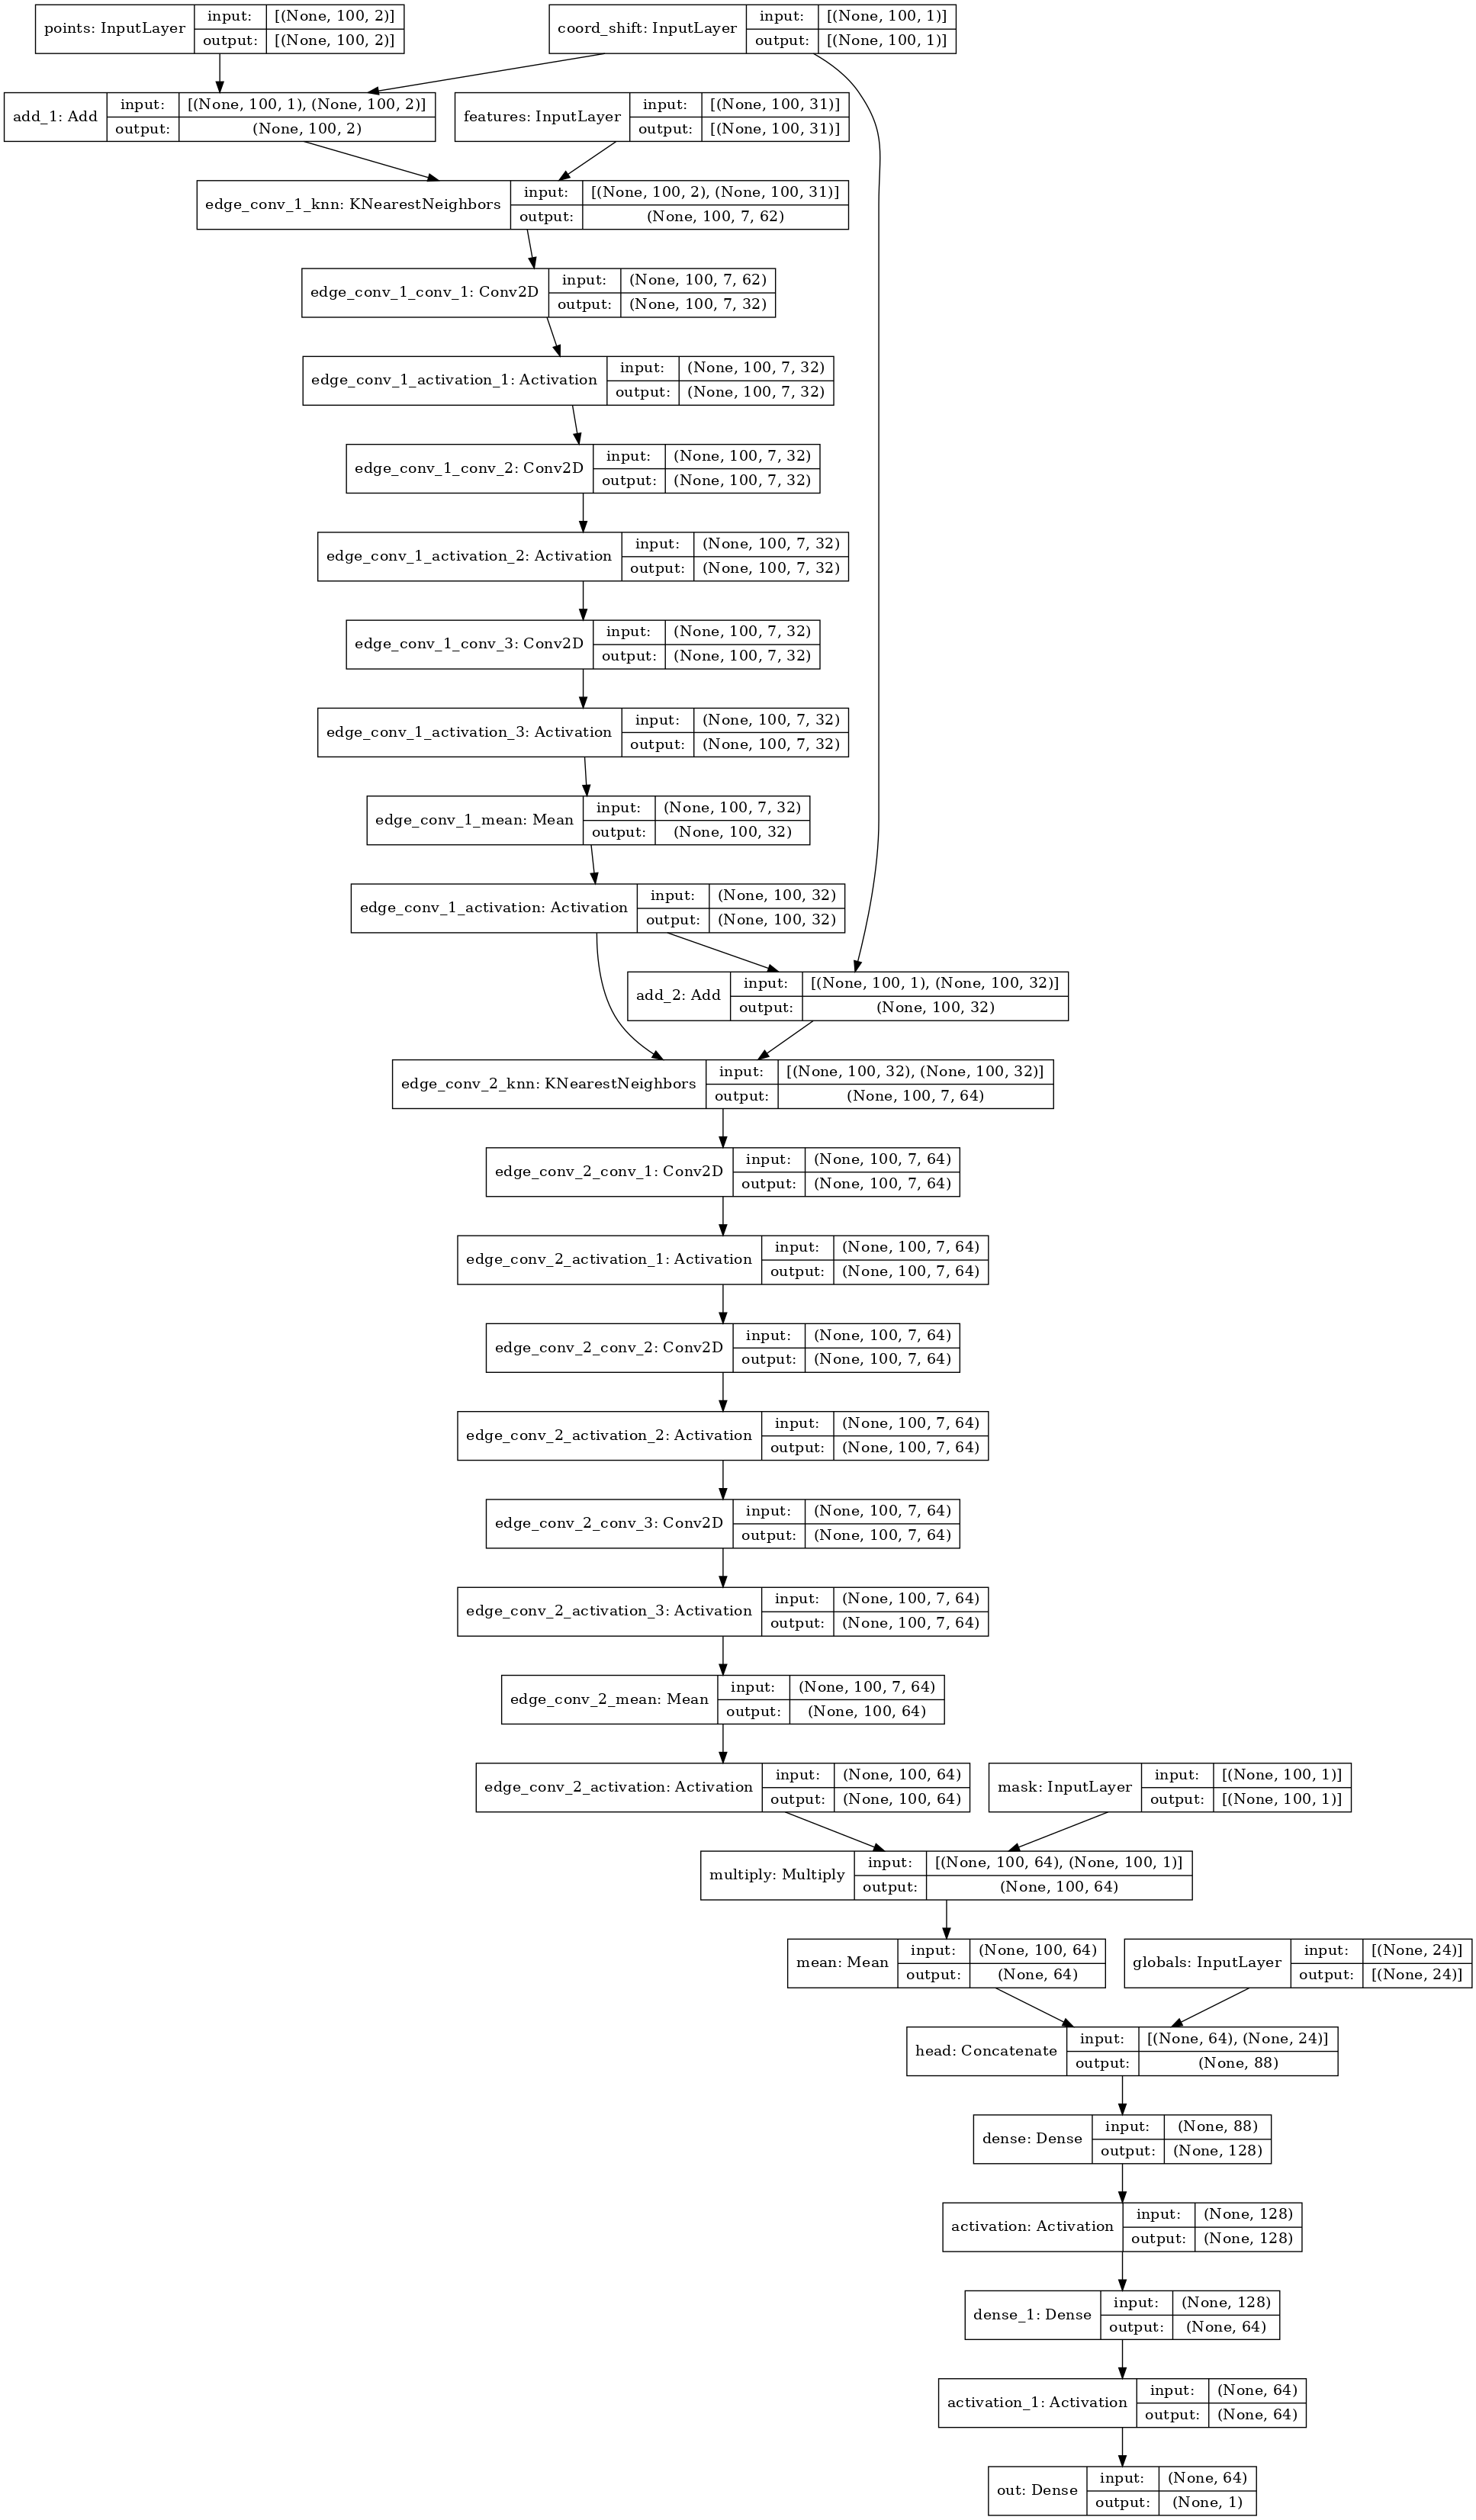 points: InputLayer
input: [(None, 100, 2)]
output: [(None, 100, 2)]
coord_shift: InputLayer
input: [(None, 100, 1)]
output: [(None, 100, 1)]
add_1: Add
input: [(None, 100, 1), (None, 100, 2)]
output: (None, 100, 2)
features: InputLayer
input: [(None, 100, 31)]
output: [(None, 100, 31)]
edge_conv_1_knn: KNearestNeighbors
input: [(None, 100, 2), (None, 100, 31)]
output: (None, 100, 7, 62)
edge_conv_1_conv_1: Conv2D
input: (None, 100, 7, 62)
output: (None, 100, 7, 32)
edge_conv_1_activation_1: Activation
input: (None, 100, 7, 32)
output: (None, 100, 7, 32)
edge_conv_1_conv_2: Conv2D
input: (None, 100, 7, 32)
output: (None, 100, 7, 32)
edge_conv_1_activation_2: Activation
input: (None, 100, 7, 32)
output: (None, 100, 7, 32)
edge_conv_1_conv_3: Conv2D
input: (None, 100, 7, 32)
output: (None, 100, 7, 32)
edge_conv_1_activation_3: Activation
input: (None, 100, 7, 32)
output: (None, 100, 7, 32)
edge_conv_1_mean: Mean
input: (None, 100, 7, 32)
output: (None, 100, 32)
edge_conv_1_activation: Activation
input: (None, 100, 32)
output: (None, 100, 32)
add_2: Add
input: [(None, 100, 1), (None, 100, 32)]
output: (None, 100, 32)
edge_conv_2_knn: KNearestNeighbors
input: [(None, 100, 32), (None, 100, 32)]
output: (None, 100, 7, 64)
edge_conv_2_conv_1: Conv2D
input: (None, 100, 7, 64)
output: (None, 100, 7, 64)
edge_conv_2_activation_1: Activation
input: (None, 100, 7, 64)
output: (None, 100, 7, 64)
edge_conv_2_conv_2: Conv2D
input: (None, 100, 7, 64)
output: (None, 100, 7, 64)
edge_conv_2_activation_2: Activation
input: (None, 100, 7, 64)
output: (None, 100, 7, 64)
edge_conv_2_conv_3: Conv2D
input: (None, 100, 7, 64)
output: (None, 100, 7, 64)
edge_conv_2_activation_3: Activation
input: (None, 100, 7, 64)
output: (None, 100, 7, 64)
edge_conv_2_mean: Mean
input: (None, 100, 7, 64)
output: (None, 100, 64)
edge_conv_2_activation: Activation
input: (None, 100, 64)
output: (None, 100, 64)
mask: InputLayer
input: [(None, 100, 1)]
output: [(None, 100, 1)]
multiply: Multiply
input: [(None, 100, 64), (None, 100, 1)]
output: (None, 100, 64)
mean: Mean
input: (None, 100, 64)
output: (None, 64)
globals: InputLayer
input: [(None, 24)]
output: [(None, 24)]
head: Concatenate
input: [(None, 64), (None, 24)]
output: (None, 88)
dense: Dense
input: (None, 88)
output: (None, 128)
activation: Activation
input: (None, 128)
output: (None, 128)
dense_1: Dense
input: (None, 128)
output: (None, 64)
activation_1: Activation
input: (None, 64)
output: (None, 64)
out: Dense
input: (None, 64)
output: (None, 1)